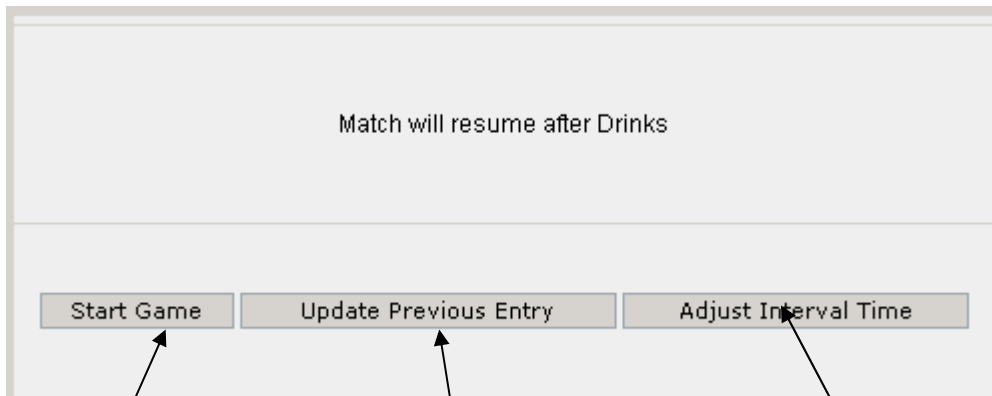 Match will resume after Drinks
Start Game
Update Previous Entry
Adjust Interval Time